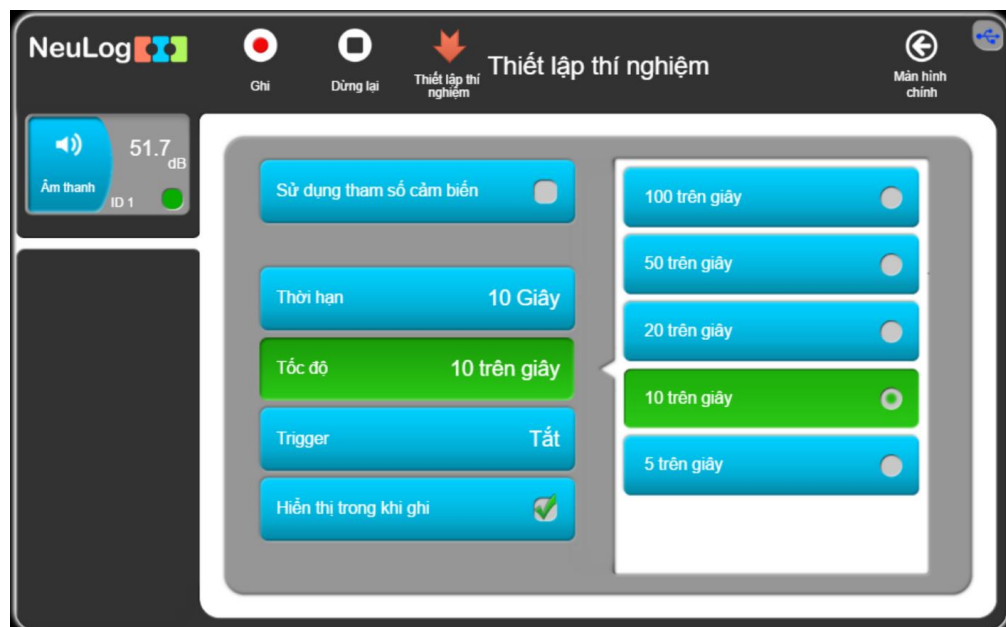 NeuLog
Ghi
Dừng lại
Thiết lập thí
nghiệm
Thiết lập thí nghiệm
Màn hình
chính
51.7
dB
Âm thanh
ID 1
Sử dụng tham số cảm biến
Thời hạn 10 Giây
Tốc độ 10 trên giây
Trigger Tắt
Hiển thị trong khi ghi
100 trên giây
50 trên giây
20 trên giây
10 trên giây
5 trên giây